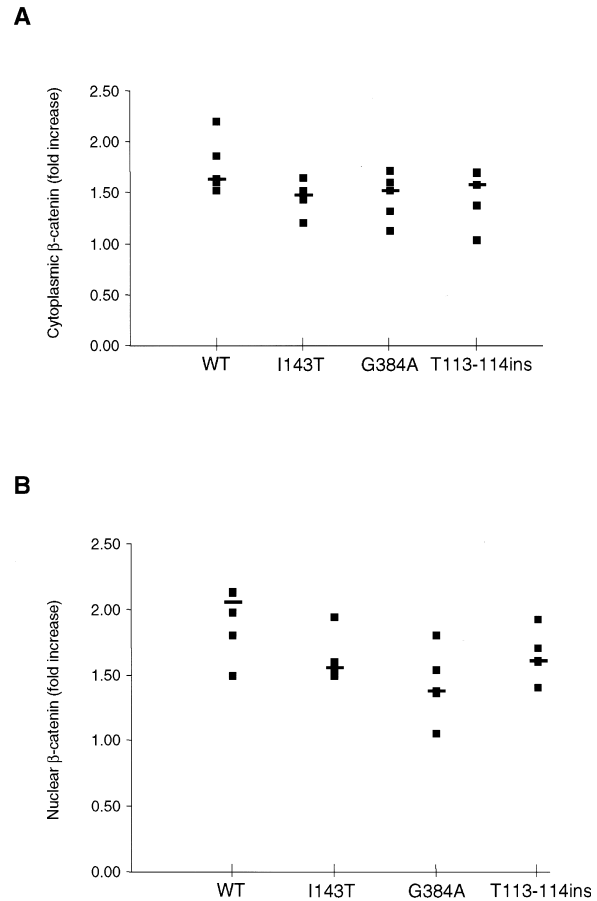 A
Cytoplasmic β-catenin (fold increase)
2.50
2.00
1.50
1.00
0.50
0.00
WT I143T G384A T113-114ins
B
Nuclear β-catenin (fold increase)
2.50
2.00
1.50
1.00
0.50
0.00
WT I143T G384A T113-114ins